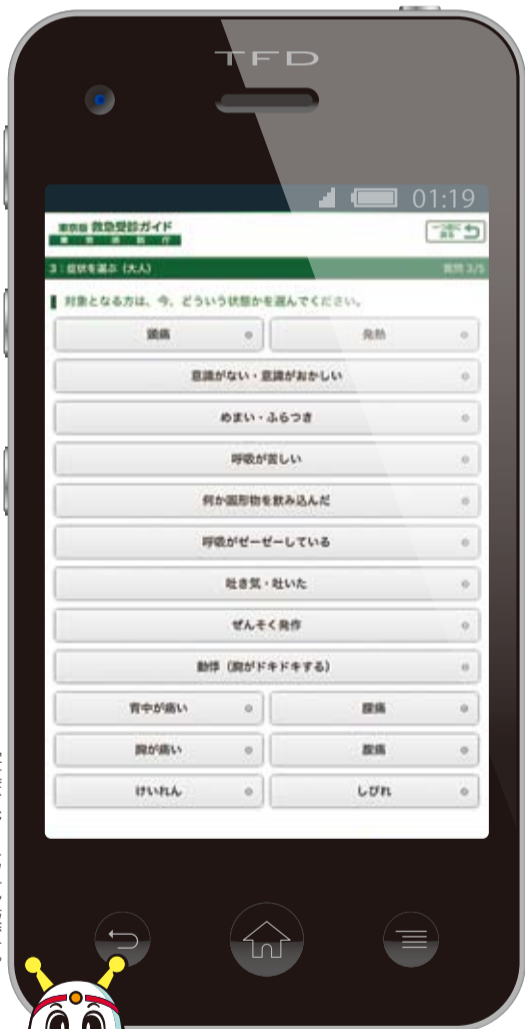 TFD
01:19
東京版 救急受診ガイド
東京消防庁
一つ前に
戻る
3:症状を選ぶ(大人) 質問 3/5
対象となる方は、今、どういう状態かを選んでください。
頭痛 発熱
意識がない・意識がおかしい
めまい・ふらつき
呼吸が苦しい
何か固形物を飲み込んだ
呼吸がゼーゼーしている
吐き気・吐いた
ぜんそく発作
動悸(胸がドキドキする)
背中が痛い 腰痛
胸が痛い 腹痛
けいれん しびれ